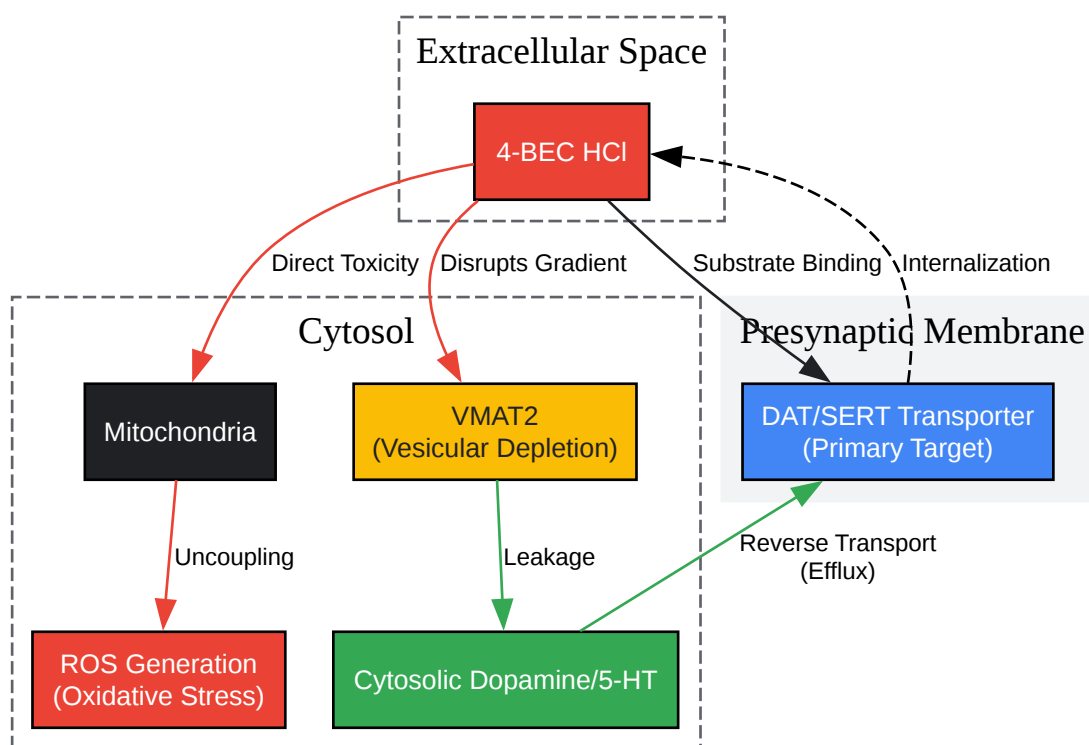 Extracellular Space
4-BEC HCl
Direct Toxicity
Disrupts Gradient
Substrate Binding
Internalization
Cytosol
Presynaptic Membrane
Mitochondria
VMAT2
(Vesicular Depletion)
DAT/SERT Transporter
(Primary Target)
Uncoupling
Leakage
Reverse Transport
(Efflux)
ROS Generation
(Oxidative Stress)
Cytosolic Dopamine/5-HT